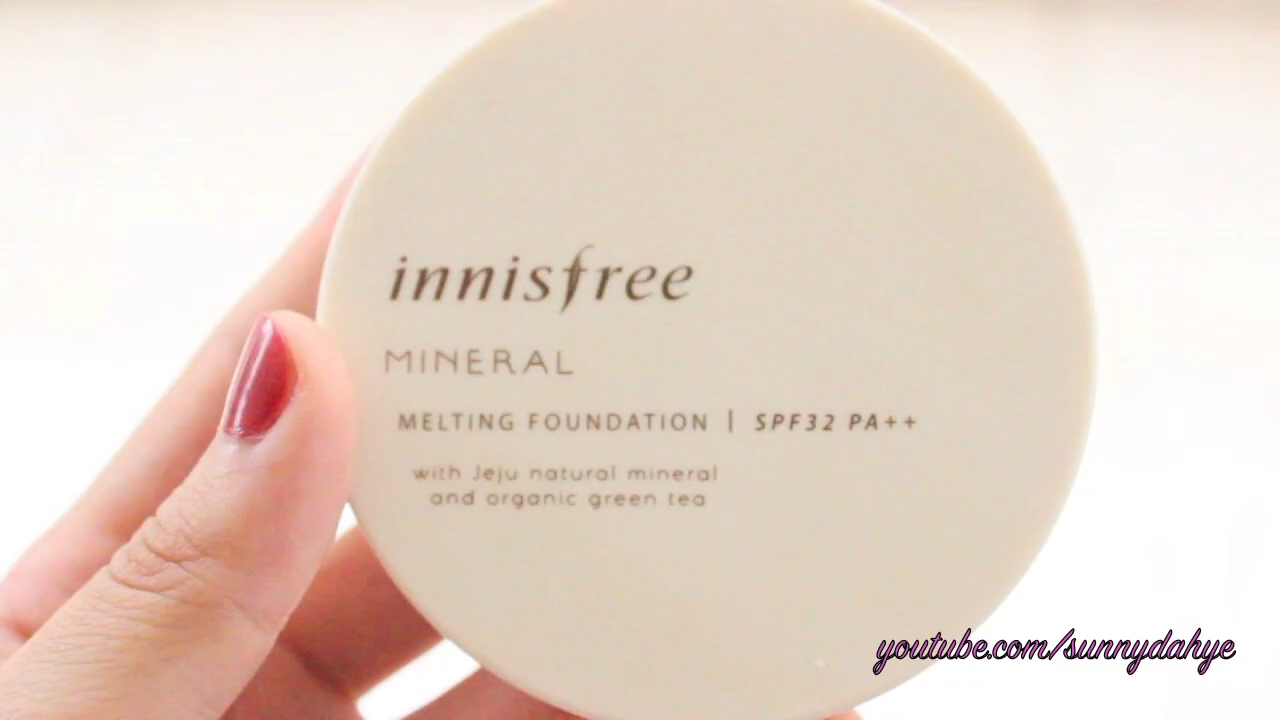 innisfree
MINERAL
MELTING FOUNDATION | SPF32 PA++
with Jeju natural mineral
and organic green tea
youtube.com/sunnydahye